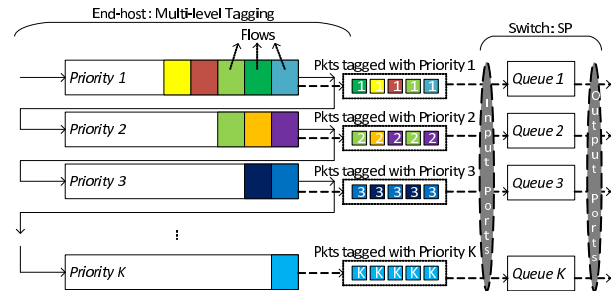 End-host: Multi-level Tagging
Switch: SP
Flows
Priority 1
Pkts tagged with Priority 1
1 1 1 1 1
Queue 1
Priority 2
Pkts tagged with Priority 2
2 2 2 2 2
Queue 2
Priority 3
Pkts tagged with Priority 3
3 3 3 3 3
Queue 3
...
Priority K
Pkts tagged with Priority K
K K K K K
Queue K
Input Ports
Output Ports